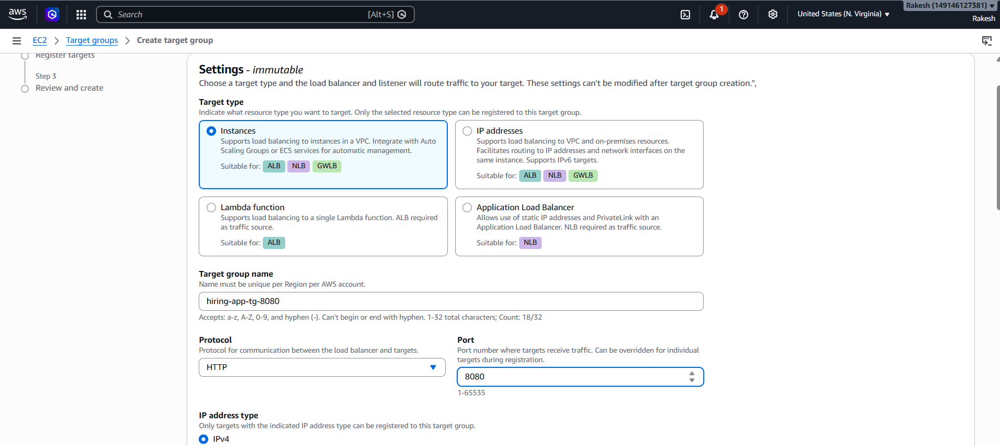 aws
Search
[Alt+S]
1
United States (N. Virginia)
Rakesh (149146127381)
Rakesh
EC2
Target groups
Create target group
Register targets
Step 3
Review and create
Settings - immutable
Choose a target type and the load balancer and listener will route traffic to your target. These settings can't be modified after target group creation.",
Target type
Indicate what resource type you want to target. Only the selected resource type can be registered to this target group.
Instances
Supports load balancing to instances in a VPC. Integrate with Auto
Scaling Groups or ECS services for automatic management.
Suitable for: ALB NLB GWLB
IP addresses
Supports load balancing to VPC and on-premises resources.
Facilitates routing to IP addresses and network interfaces on the
same instance. Supports IPv6 targets.
Suitable for: ALB NLB GWLB
Lambda function
Supports load balancing to a single Lambda function. ALB required
as traffic source.
Suitable for: ALB
Application Load Balancer
Allows use of static IP addresses and PrivateLink with an
Application Load Balancer. NLB required as traffic source.
Suitable for: NLB
Target group name
Name must be unique per Region per AWS account.
hiring-app-tg-8080
Accepts: a-z, A-Z, 0-9, and hyphen (-). Can't begin or end with hyphen. 1-32 total characters; Count: 18/32
Protocol
Protocol for communication between the load balancer and targets.
HTTP
Port
Port number where targets receive traffic. Can be overridden for individual
targets during registration.
8080
1-65535
IP address type
Only targets with the indicated IP address type can be registered to this target group.
IPv4